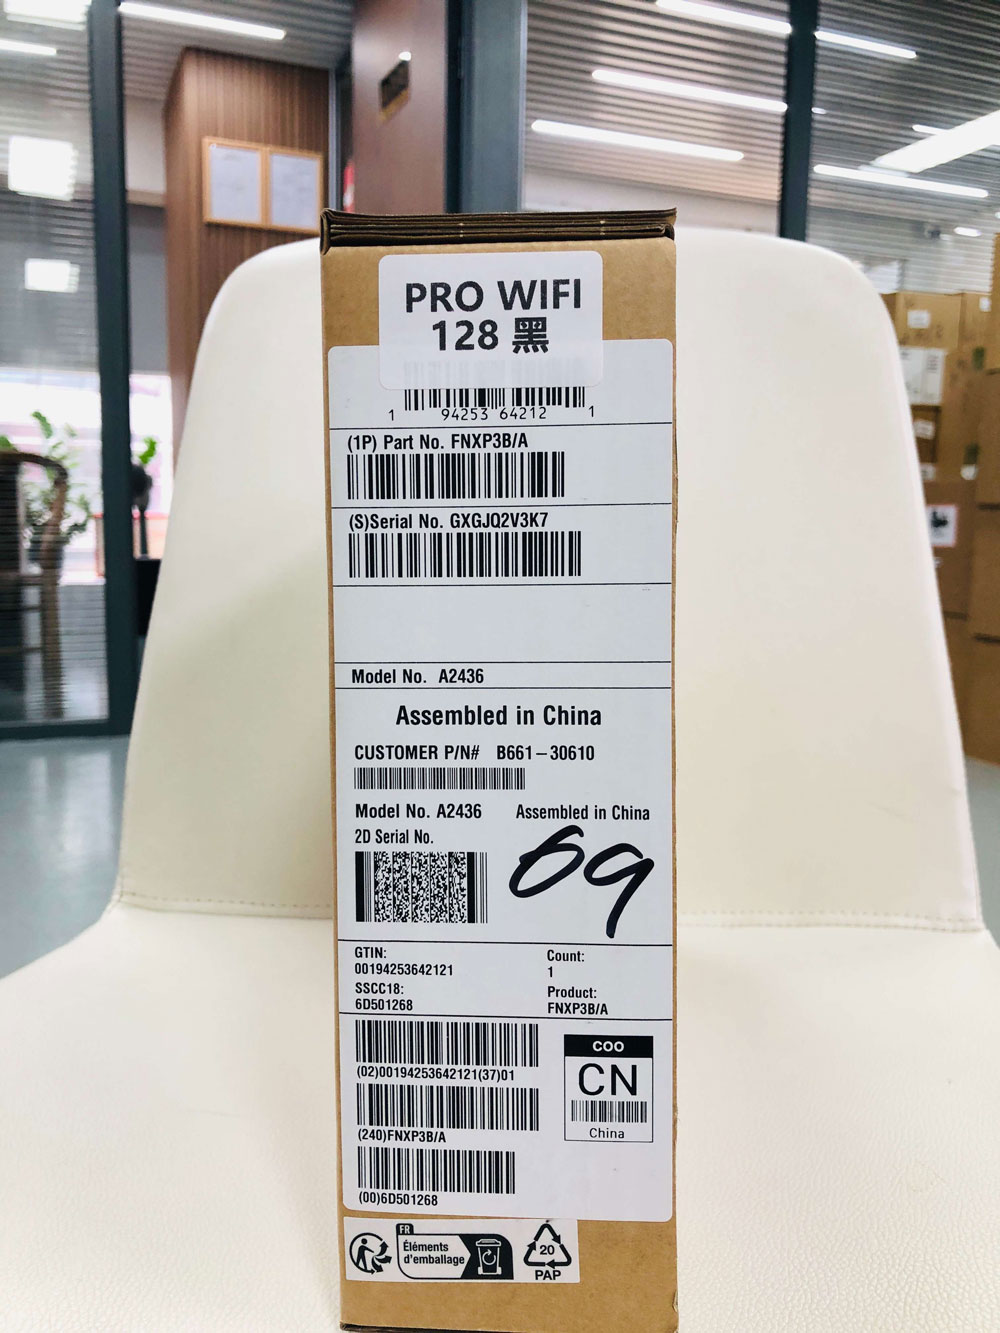 PRO WIFI
128 黑
1 94253 64212 1
(1P) Part No. FNXP3B/A
(S)Serial No. GXGJQ2V3K7
Model No. A2436
Assembled in China
CUSTOMER P/N# B661-30610
Model No. A2436 Assembled in China
2D Serial No.
69
GTIN:
00194253642121
Count:
1
SSCC18:
6D501268
Product:
FNXP3B/A
(02)00194253642121(37)01
COO
CN
China
(240)FNXP3B/A
(00)6D501268
FR
Éléments
d'emballage
20
PAP